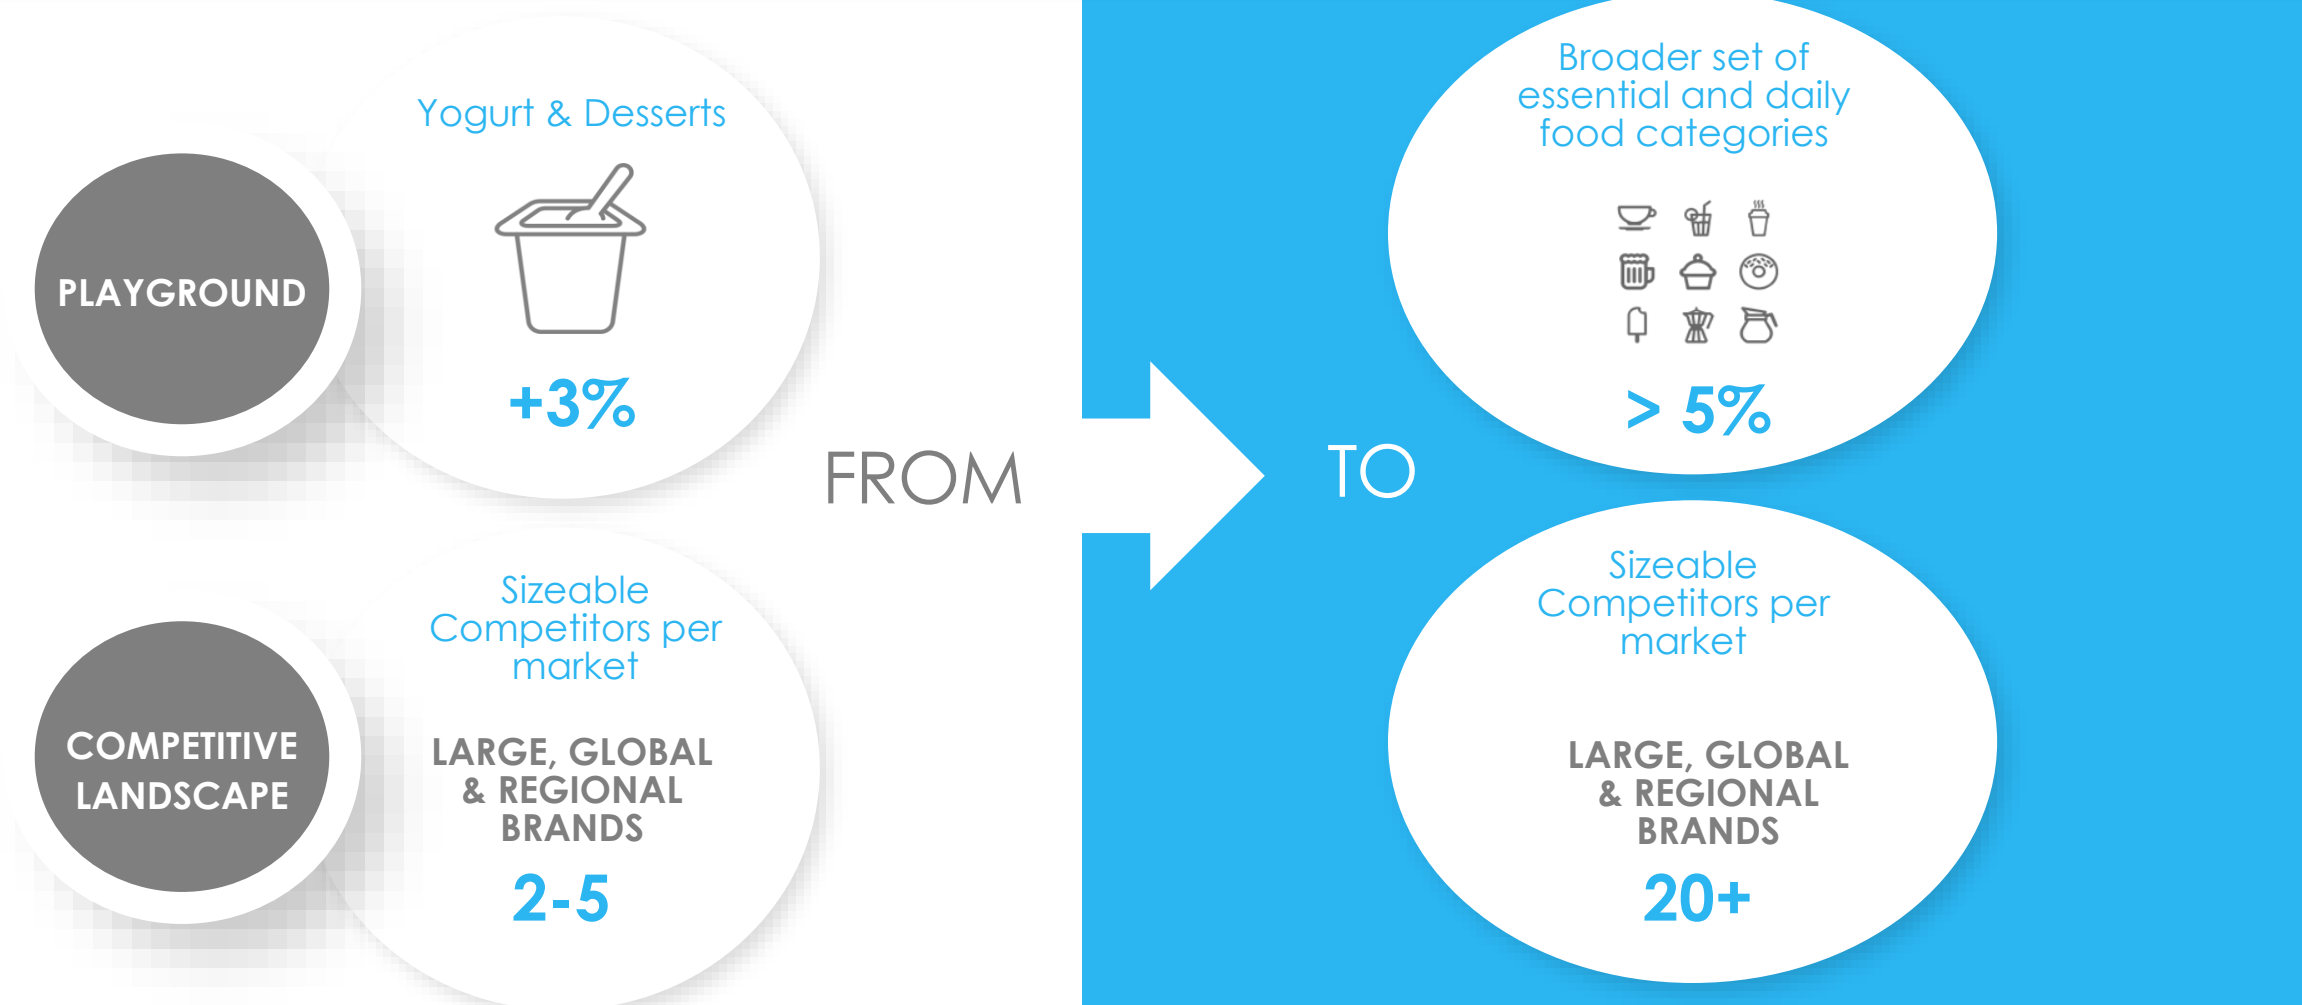 PLAYGROUND
Yogurt & Desserts
+3%
COMPETITIVE
LANDSCAPE
Sizeable
Competitors per
market
LARGE, GLOBAL
& REGIONAL
BRANDS
2-5
FROM
TO
Broader set of
essential and daily
food categories
> 5%
Sizeable
Competitors per
market
LARGE, GLOBAL
& REGIONAL
BRANDS
20+